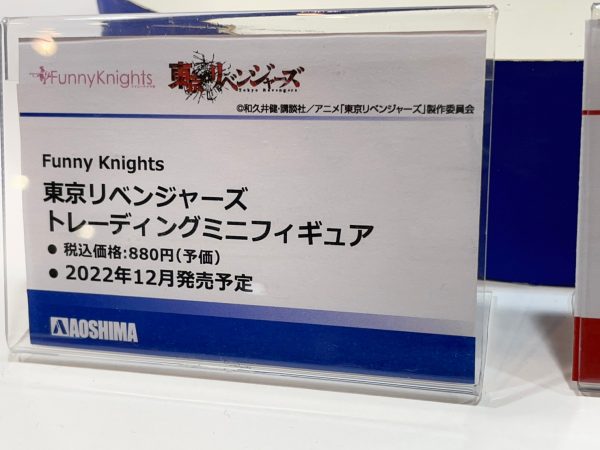 FunnyKnights
東京リベンジャーズ
Tokyo Revengers
©和久井健・講談社／アニメ「東京リベンジャーズ」製作委員会
Funny Knights
東京リベンジャーズ
トレーディングミニフィギュア
● 税込価格:880円(予価)
● 2022年12月発売予定
AOSHIMA